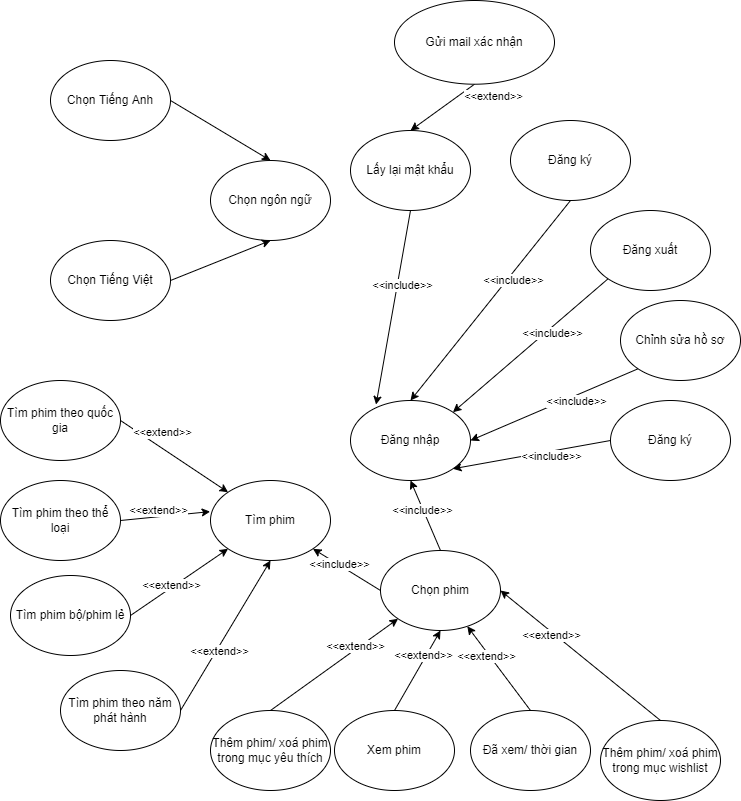 Gửi mail xác nhận
<<extend>>
Chọn Tiếng Anh
Lấy lại mật khẩu
Đăng ký
Chọn ngôn ngữ
Đăng xuất
Chọn Tiếng Việt
<<include>>
<<include>>
<<include>>
Chỉnh sửa hồ sơ
<<include>>
Tìm phim theo quốc
gia
<<extend>>
Đăng nhập
Đăng ký
<<include>>
Tìm phim theo thể
loại
<<extend>>
Tìm phim
<<include>>
<<include>>
<<extend>>
Tìm phim bộ/phim lẻ
Chọn phim
<<extend>>
<<extend>>
<<extend>>
<<extend>>
<<extend>>
Tìm phim theo năm
phát hành
Thêm phim/ xoá phim
trong mục yêu thích
Xem phim
Đã xem/ thời gian
Thêm phim/ xoá phim
trong mục wishlist